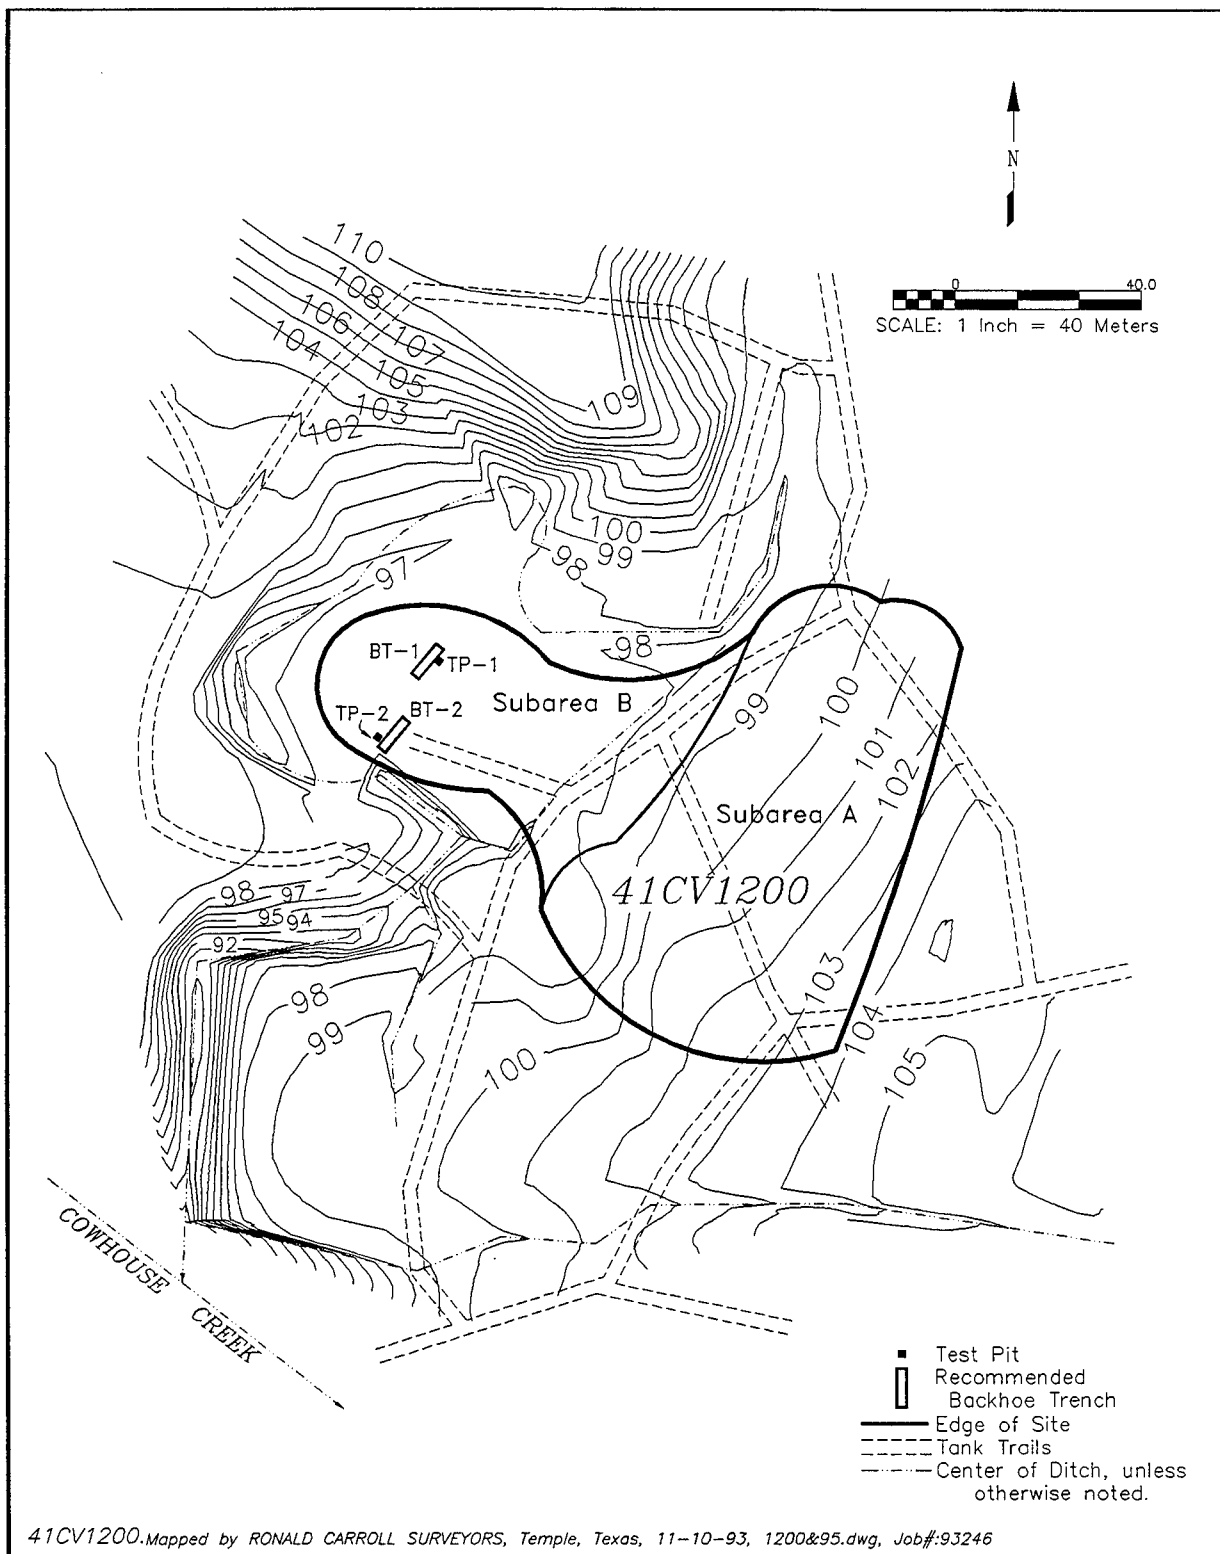 N
0 40.0
SCALE: 1 Inch = 40 Meters
110
108
106
107
104
105
103
102
109
100
99
98
97
98
BT-1
TP-1
Subarea B
TP-2
BT-2
99
100
101
102
Subarea A
41CV1200
98
97
95
94
92
98
99
100
103
104
105
COWHOUSE CREEK
Test Pit
Recommended
Backhoe Trench
Edge of Site
Tank Trails
Center of Ditch, unless
otherwise noted.
41CV1200. Mapped by RONALD CARROLL SURVEYORS, Temple, Texas, 11-10-93, 1200&95.dwg, Job#:93246